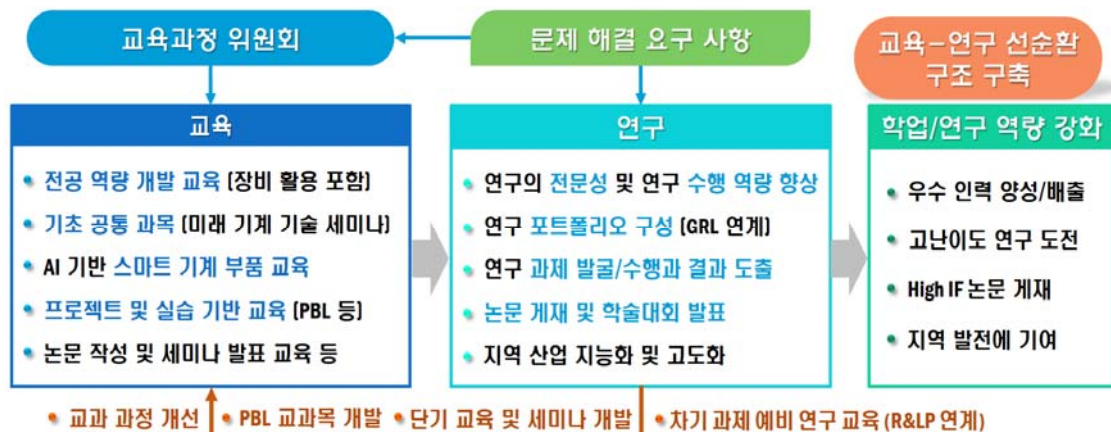 교육과정 위원회
문제 해결 요구 사항
교육-연구 선순환
구조 구축
교육
• 전공 역량 개발 교육 (장비 활용 포함)
• 기초 공통 과목 (미래 기계 기술 세미나)
• AI 기반 스마트 기계 부품 교육
• 프로젝트 및 실습 기반 교육 (PBL 등)
• 논문 작성 및 세미나 발표 교육 등
연구
• 연구의 전문성 및 연구 수행 역량 향상
• 연구 포트폴리오 구성 (GRL 연계)
• 연구 과제 발굴/수행과 결과 도출
• 논문 게재 및 학술대회 발표
• 지역 산업 지능화 및 고도화
학업/연구 역량 강화
• 우수 인력 양성/배출
• 고난이도 연구 도전
• High IF 논문 게재
• 지역 발전에 기여
• 교과 과정 개선 • PBL 교과목 개발 • 단기 교육 및 세미나 개발 • 차기 과제 예비 연구 교육 (R&LP 연계)